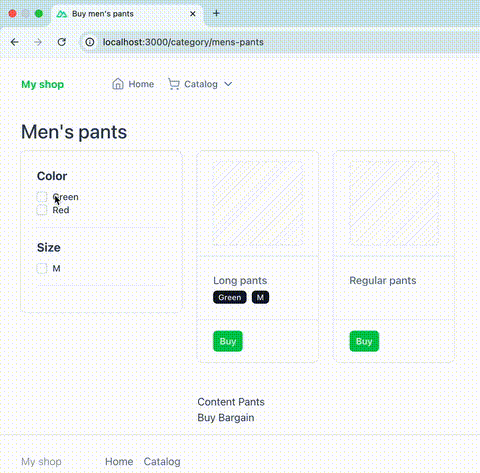 Buy men's pants
localhost:3000/category/mens-pants
My shop Home Catalog
Men's pants
Color
Green
Red
Size
M
Long pants
Green M
Buy
Regular pants
Buy
Content Pants
Buy Bargain
My shop Home Catalog